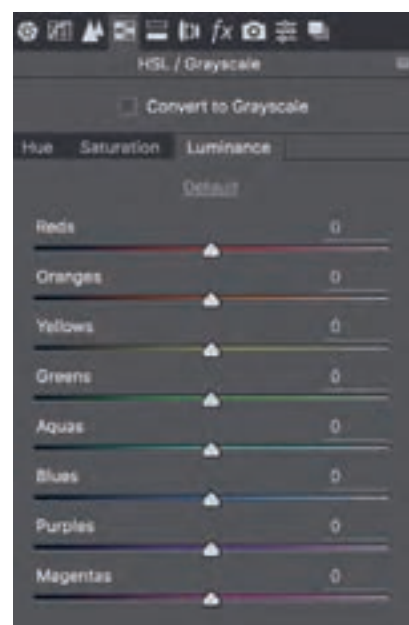 fx
HSL / Grayscale
Convert to Grayscale
Hue Saturation Luminance
Default
Reds 0
Oranges 0
Yellows 0
Greens 0
Aquas 0
Blues 0
Purples 0
Magentas 0